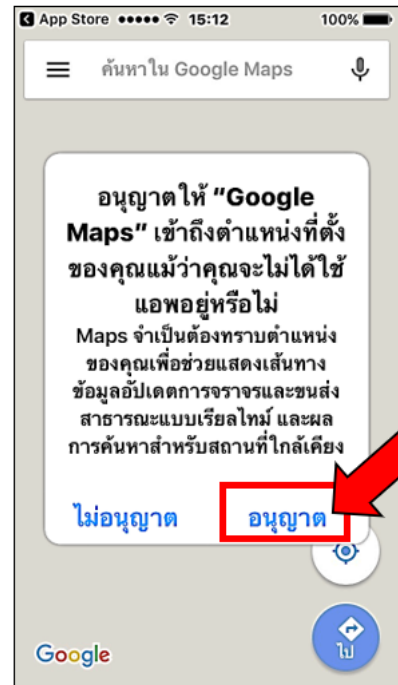 App Store 15:12 100%
ค้นหาใน Google Maps
อนุญาตให้ "Google
Maps" เข้าถึงตำแหน่งที่ตั้ง
ของคุณแม้ว่าคุณจะไม่ได้ใช้
แอพอยู่หรือไม่
Maps จำเป็นต้องทราบตำแหน่ง
ของคุณเพื่อช่วยแสดงเส้นทาง
ข้อมูลอัปเดตการจราจรและขนส่ง
สาธารณะแบบเรียลไทม์ และผล
การค้นหาสำหรับสถานที่ใกล้เคียง
ไม่อนุญาต อนุญาต
ไป
Google